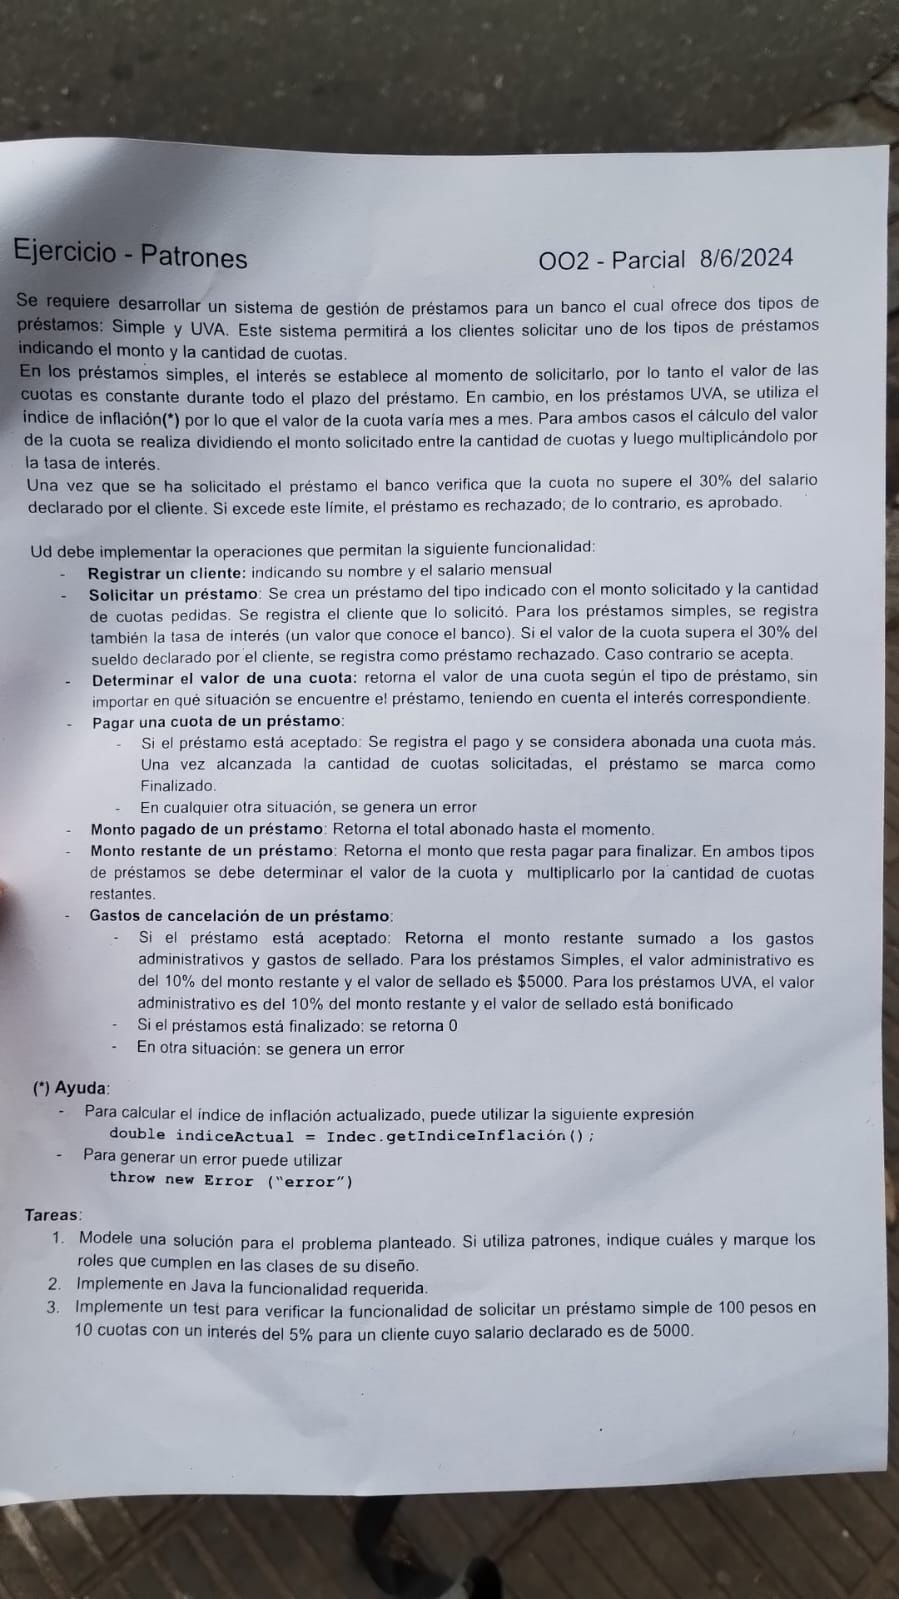 Ejercicio - Patrones OO2 - Parcial 8/6/2024
Se requiere desarrollar un sistema de gestión de préstamos para un banco el cual ofrece dos tipos de
préstamos: Simple y UVA. Este sistema permitirá a los clientes solicitar uno de los tipos de préstamos
indicando el monto y la cantidad de cuotas.
En los préstamos simples, el interés se establece al momento de solicitarlo, por lo tanto el valor de las
cuotas es constante durante todo el plazo del préstamo. En cambio, en los préstamos UVA, se utiliza el
índice de inflación(*) por lo que el valor de la cuota varía mes a mes. Para ambos casos el cálculo del valor
de la cuota se realiza dividiendo el monto solicitado entre la cantidad de cuotas y luego multiplicándolo por
la tasa de interés.
Una vez que se ha solicitado el préstamo el banco verifica que la cuota no supere el 30% del salario
declarado por el cliente. Si excede este límite, el préstamo es rechazado; de lo contrario, es aprobado.
Ud debe implementar la operaciones que permitan la siguiente funcionalidad:
- Registrar un cliente: indicando su nombre y el salario mensual
- Solicitar un préstamo: Se crea un préstamo del tipo indicado con el monto solicitado y la cantidad
de cuotas pedidas. Se registra el cliente que lo solicitó. Para los préstamos simples, se registra
también la tasa de interés (un valor que conoce el banco). Si el valor de la cuota supera el 30% del
sueldo declarado por el cliente, se registra como préstamo rechazado. Caso contrario se acepta.
- Determinar el valor de una cuota: retorna el valor de una cuota según el tipo de préstamo, sin
importar en qué situación se encuentre el préstamo, teniendo en cuenta el interés correspondiente.
- Pagar una cuota de un préstamo:
- Si el préstamo está aceptado: Se registra el pago y se considera abonada una cuota más.
Una vez alcanzada la cantidad de cuotas solicitadas, el préstamo se marca como
Finalizado.
- En cualquier otra situación, se genera un error
- Monto pagado de un préstamo: Retorna el total abonado hasta el momento.
- Monto restante de un préstamo: Retorna el monto que resta pagar para finalizar. En ambos tipos
de préstamos se debe determinar el valor de la cuota y multiplicarlo por la cantidad de cuotas
restantes.
- Gastos de cancelación de un préstamo:
- Si el préstamo está aceptado: Retorna el monto restante sumado a los gastos
administrativos y gastos de sellado. Para los préstamos Simples, el valor administrativo es
del 10% del monto restante y el valor de sellado es $5000. Para los préstamos UVA, el valor
administrativo es del 10% del monto restante y el valor de sellado está bonificado
- Si el préstamos está finalizado: se retorna 0
- En otra situación: se genera un error
(*) Ayuda:
- Para calcular el índice de inflación actualizado, puede utilizar la siguiente expresión
double indiceActual = Indec.getIndiceInflación();
- Para generar un error puede utilizar
throw new Error (“error”)
Tareas:
1. Modele una solución para el problema planteado. Si utiliza patrones, indique cuáles y marque los
roles que cumplen en las clases de su diseño.
2. Implemente en Java la funcionalidad requerida.
3. Implemente un test para verificar la funcionalidad de solicitar un préstamo simple de 100 pesos en
10 cuotas con un interés del 5% para un cliente cuyo salario declarado es de 5000.